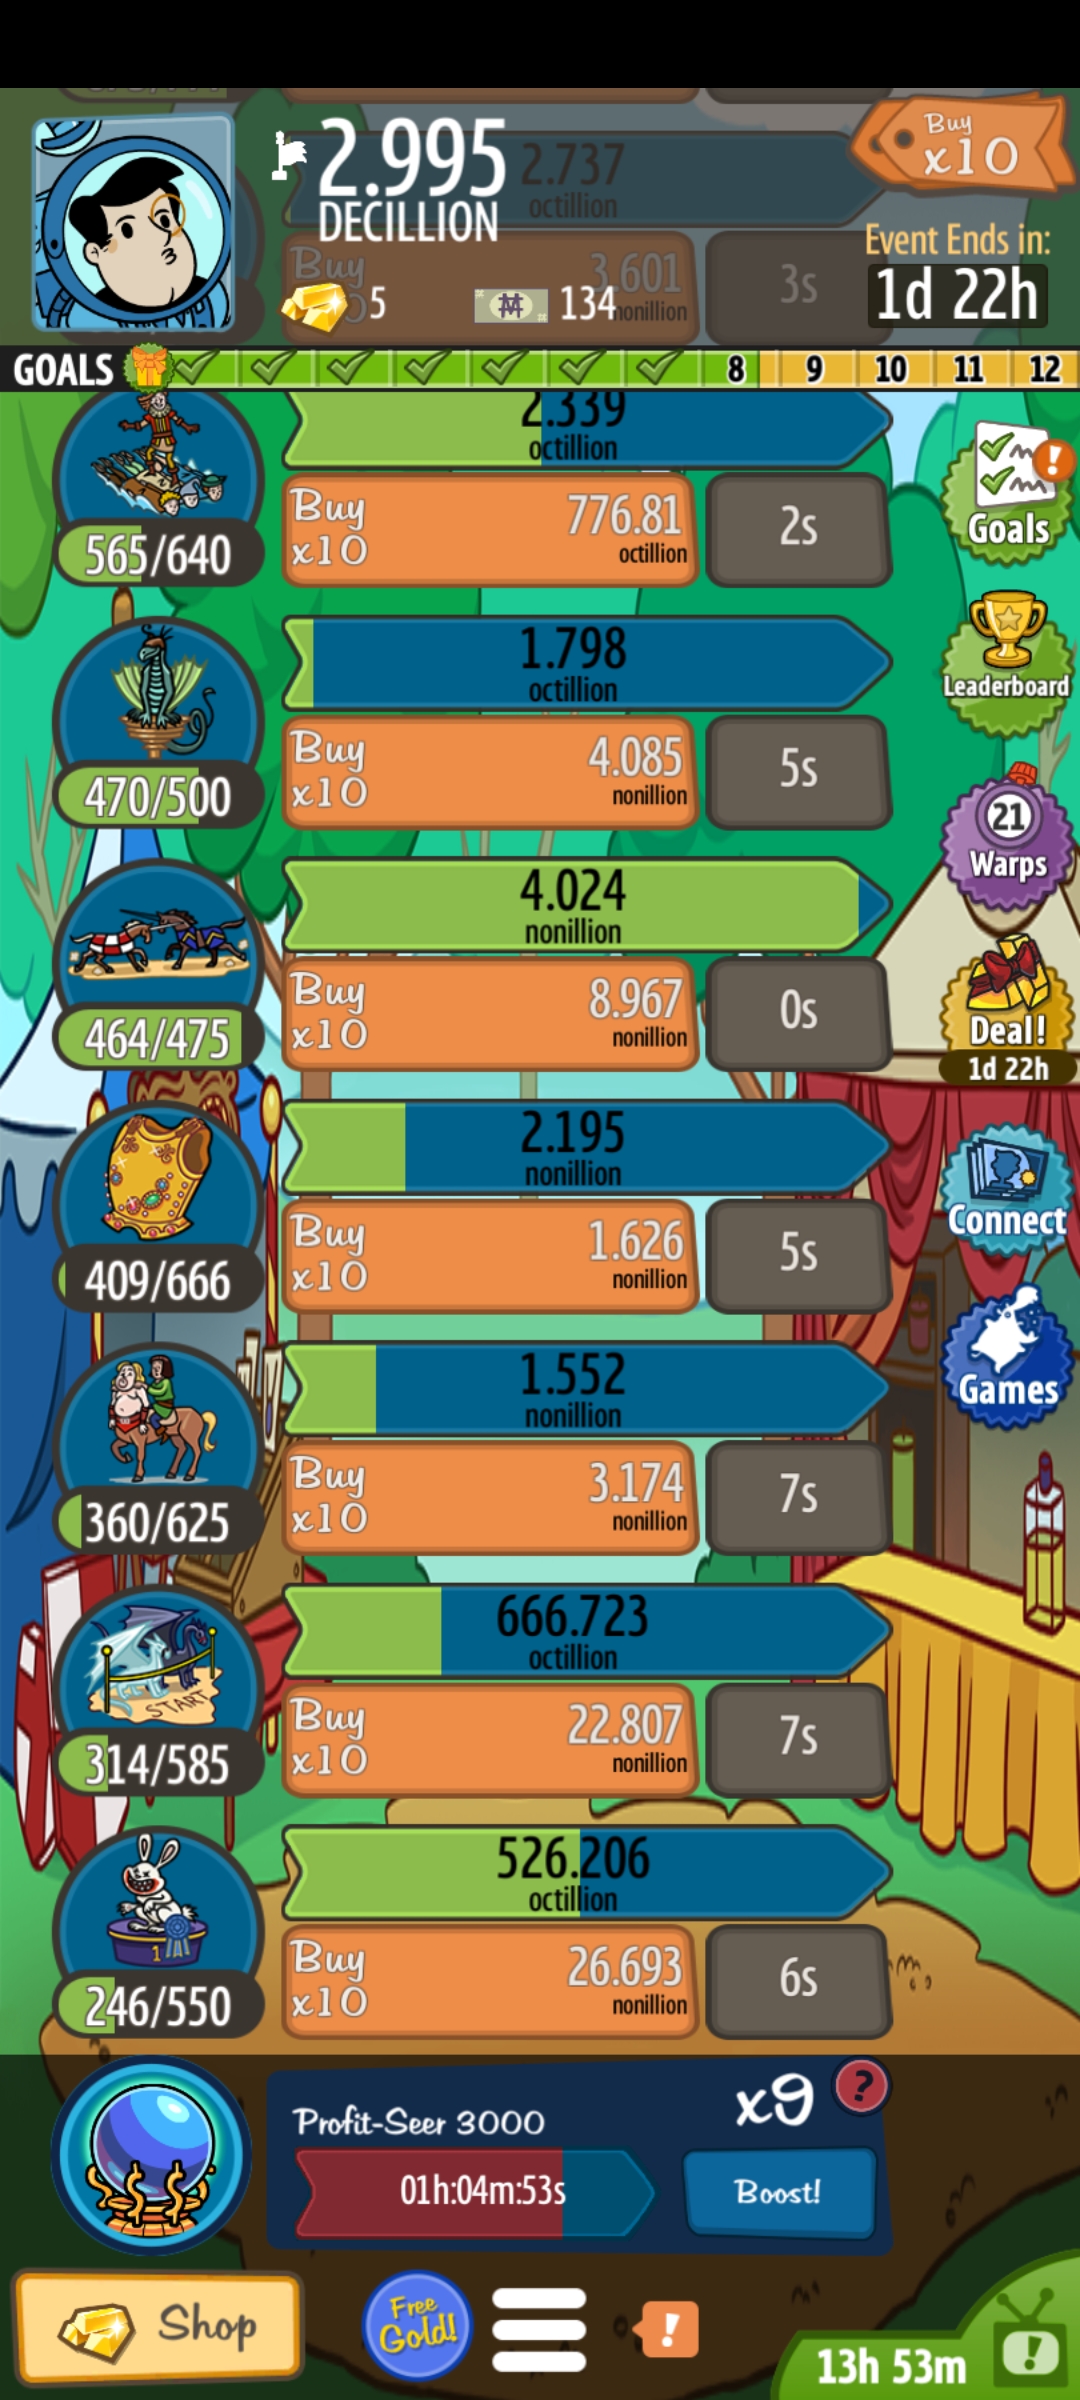 2.995
DECILLION
2.737
octillion
Buy
x10
Buy
3.601
nonillion
3s
5
134
Event Ends in:
1d 22h
GOALS 8 9 10 11 12
2.339
octillion
Buy
x10
776.81
octillion
2s
565/640
Goals
1.798
octillion
Buy
x10
4.085
nonillion
5s
470/500
Leaderboard
21
Warps
4.024
nonillion
Buy
x10
8.967
nonillion
0s
464/475
Deal!
1d 22h
2.195
nonillion
Buy
x10
1.626
nonillion
5s
409/666
Connect
1.552
nonillion
Buy
x10
3.174
nonillion
7s
360/625
Games
666.723
octillion
Buy
x10
22.807
nonillion
7s
314/585
START
526.206
octillion
Buy
x10
26.693
nonillion
6s
246/550
1
Profit-Seer 3000
x9
?
01h:04m:53s
Boost!
Shop
Free
Gold!
!
13h 53m
!